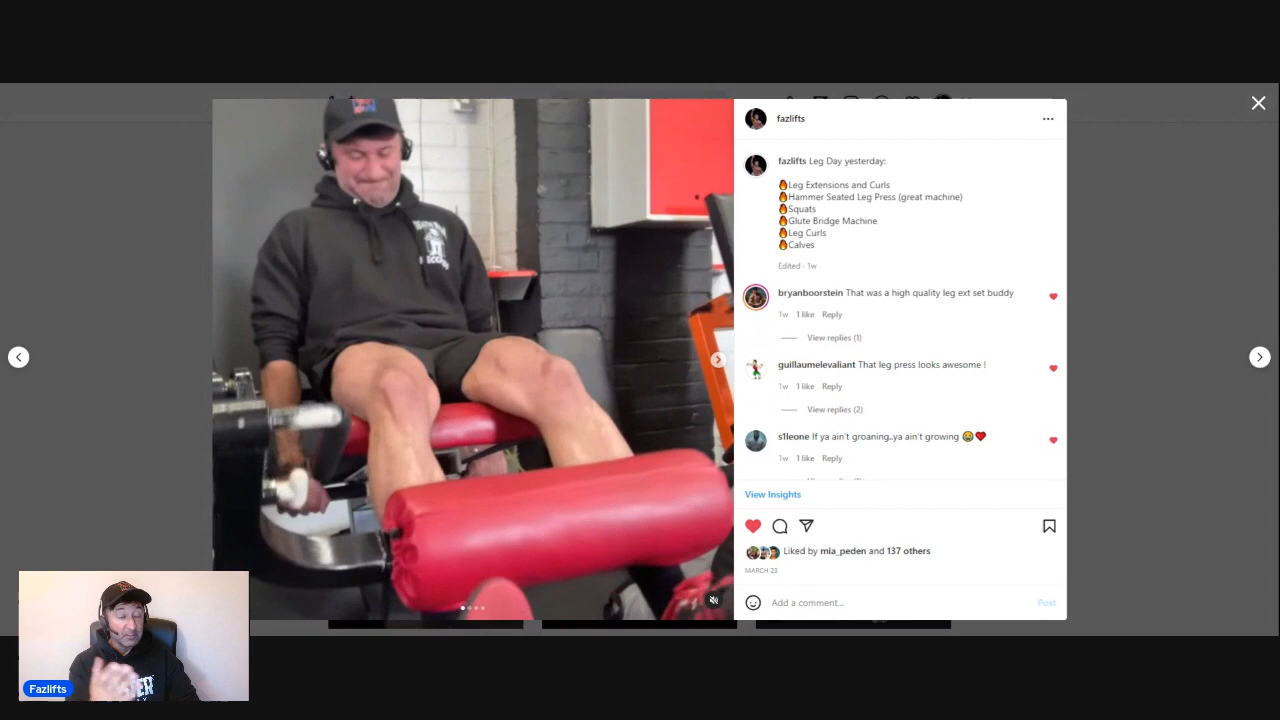 fazlifts
fazlifts Leg Day yesterday:
🔥Leg Extensions and Curls
🔥Hammer Seated Leg Press (great machine)
🔥Squats
🔥Glute Bridge Machine
🔥Leg Curls
🔥Calves
Edited · 1w
bryanboorstein That was a high quality leg ext set buddy
1w 1 like Reply
View replies (1)
guillaumelevaliant That leg press looks awesome !
1w 1 like Reply
View replies (2)
s1leone If ya ain't groaning..ya ain't growing 😂❤️
1w 1 like Reply
View Insights
Liked by mia_peden and 137 others
MARCH 23
Add a comment...
Post
Fazlifts